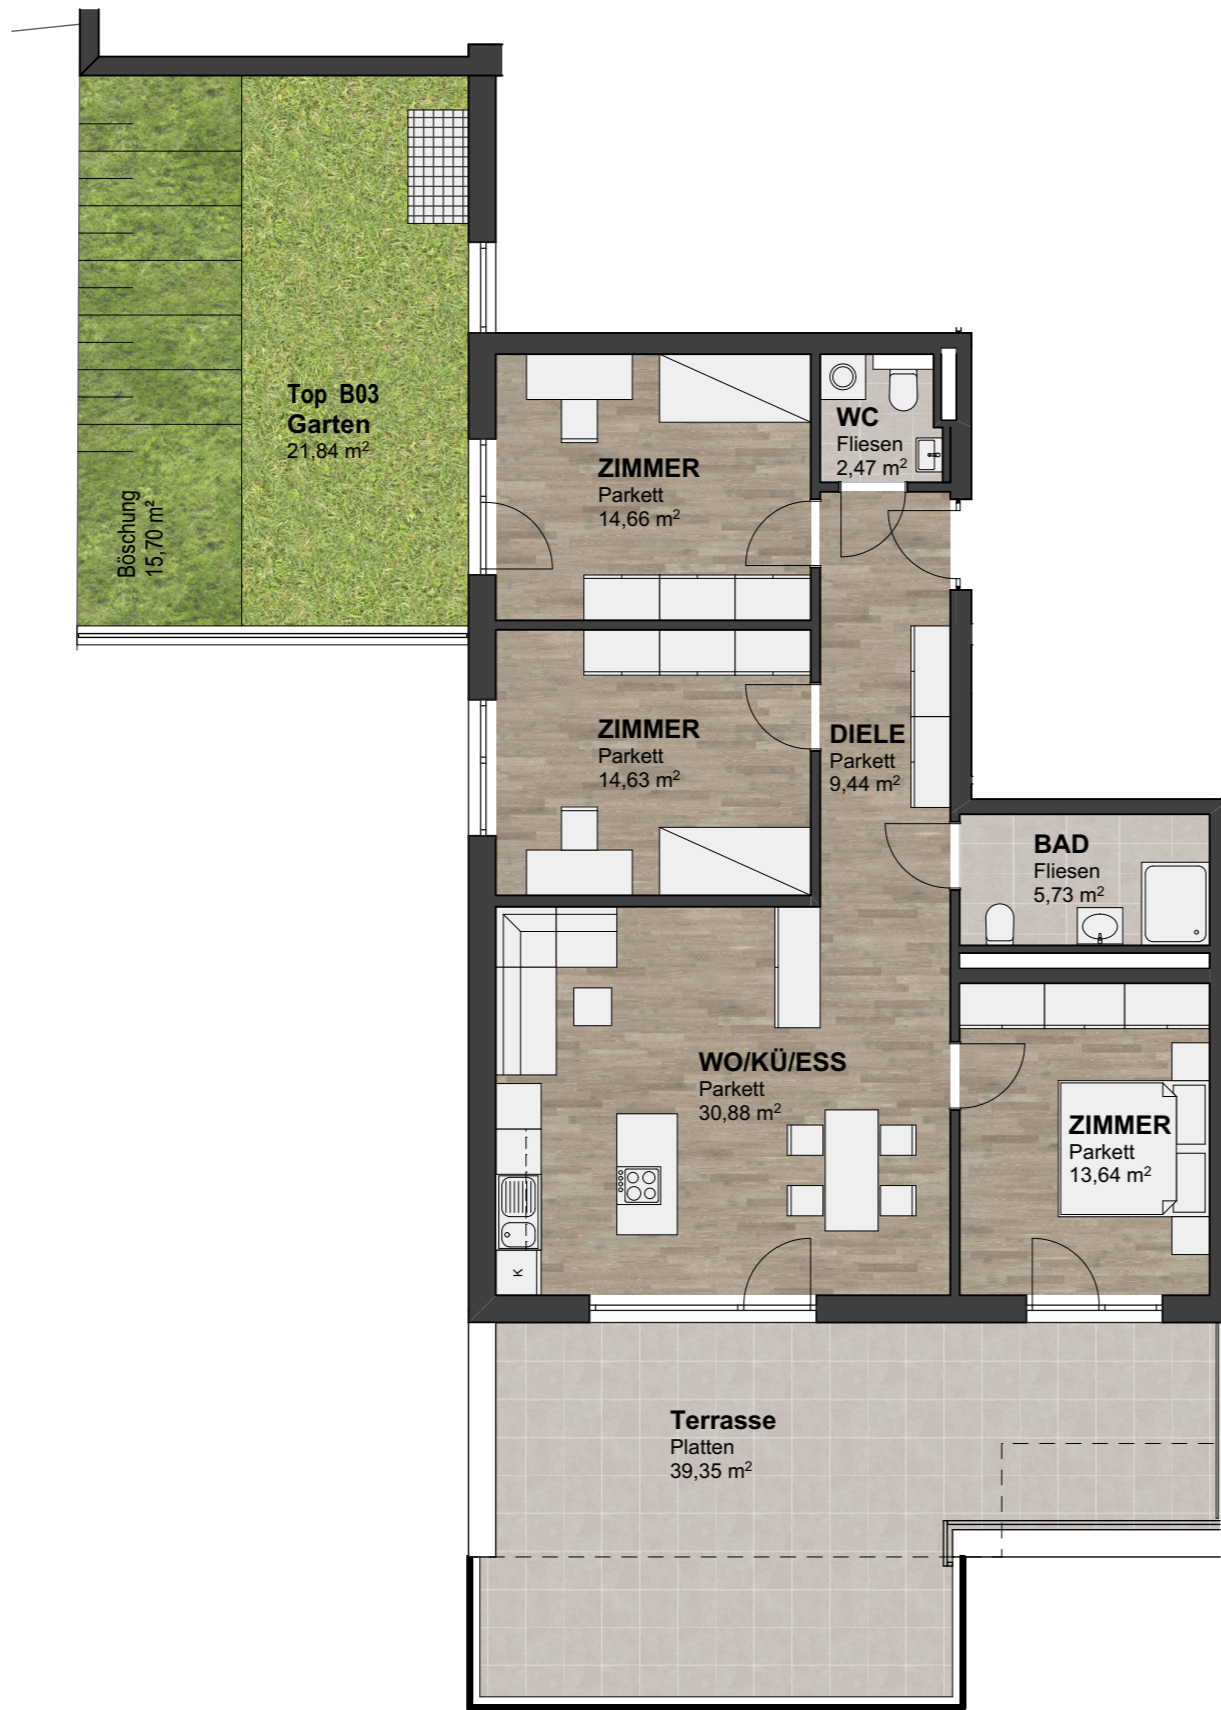 Top B03
Garten
21,84 m²
Böschung
15,70 m²
ZIMMER
Parkett
14,66 m²
WC
Fliesen
2,47 m²
ZIMMER
Parkett
14,63 m²
DIELE
Parkett
9,44 m²
BAD
Fliesen
5,73 m²
WO/KÜ/ESS
Parkett
30,88 m²
ZIMMER
Parkett
13,64 m²
K
Terrasse
Platten
39,35 m²